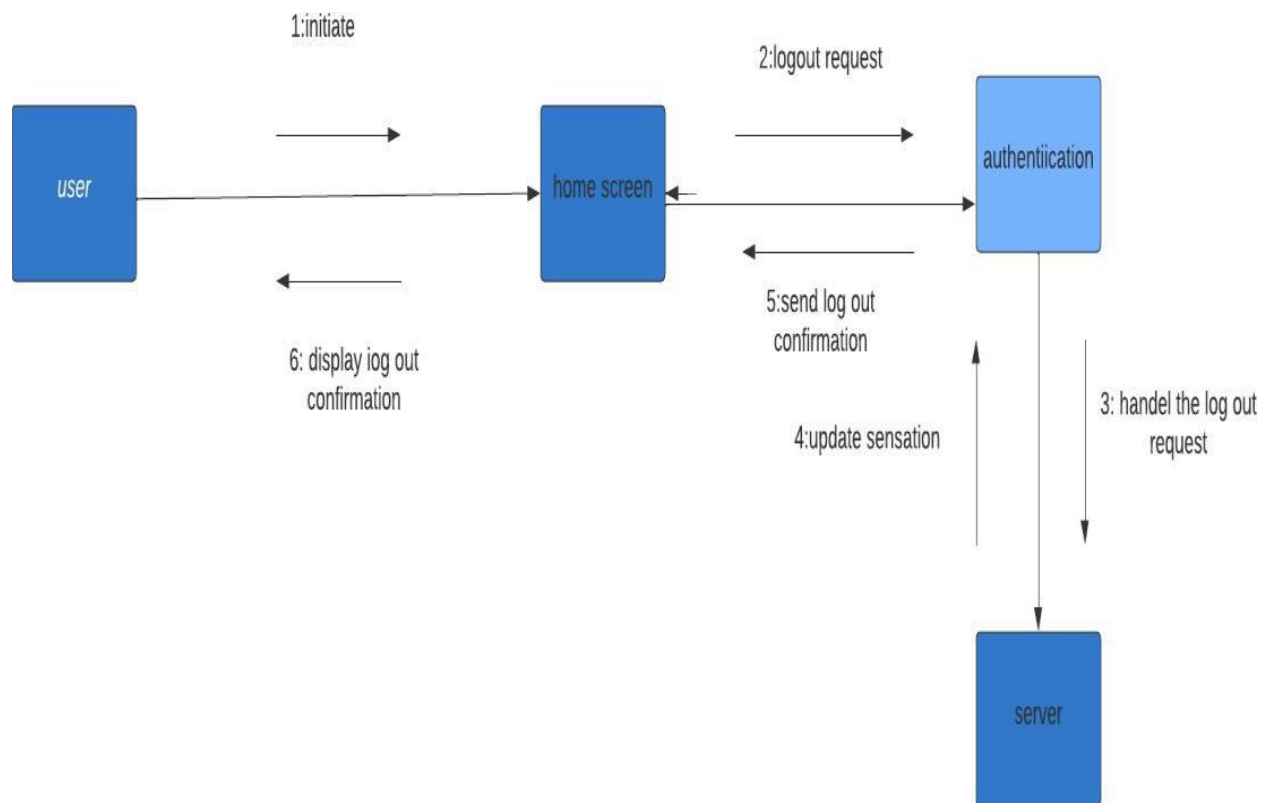 1:initiate
2:logout request
user
home screen
authentiication
5:send log out
confirmation
6: display iog out
confirmation
4:update sensation
3: handel the log out
request
server